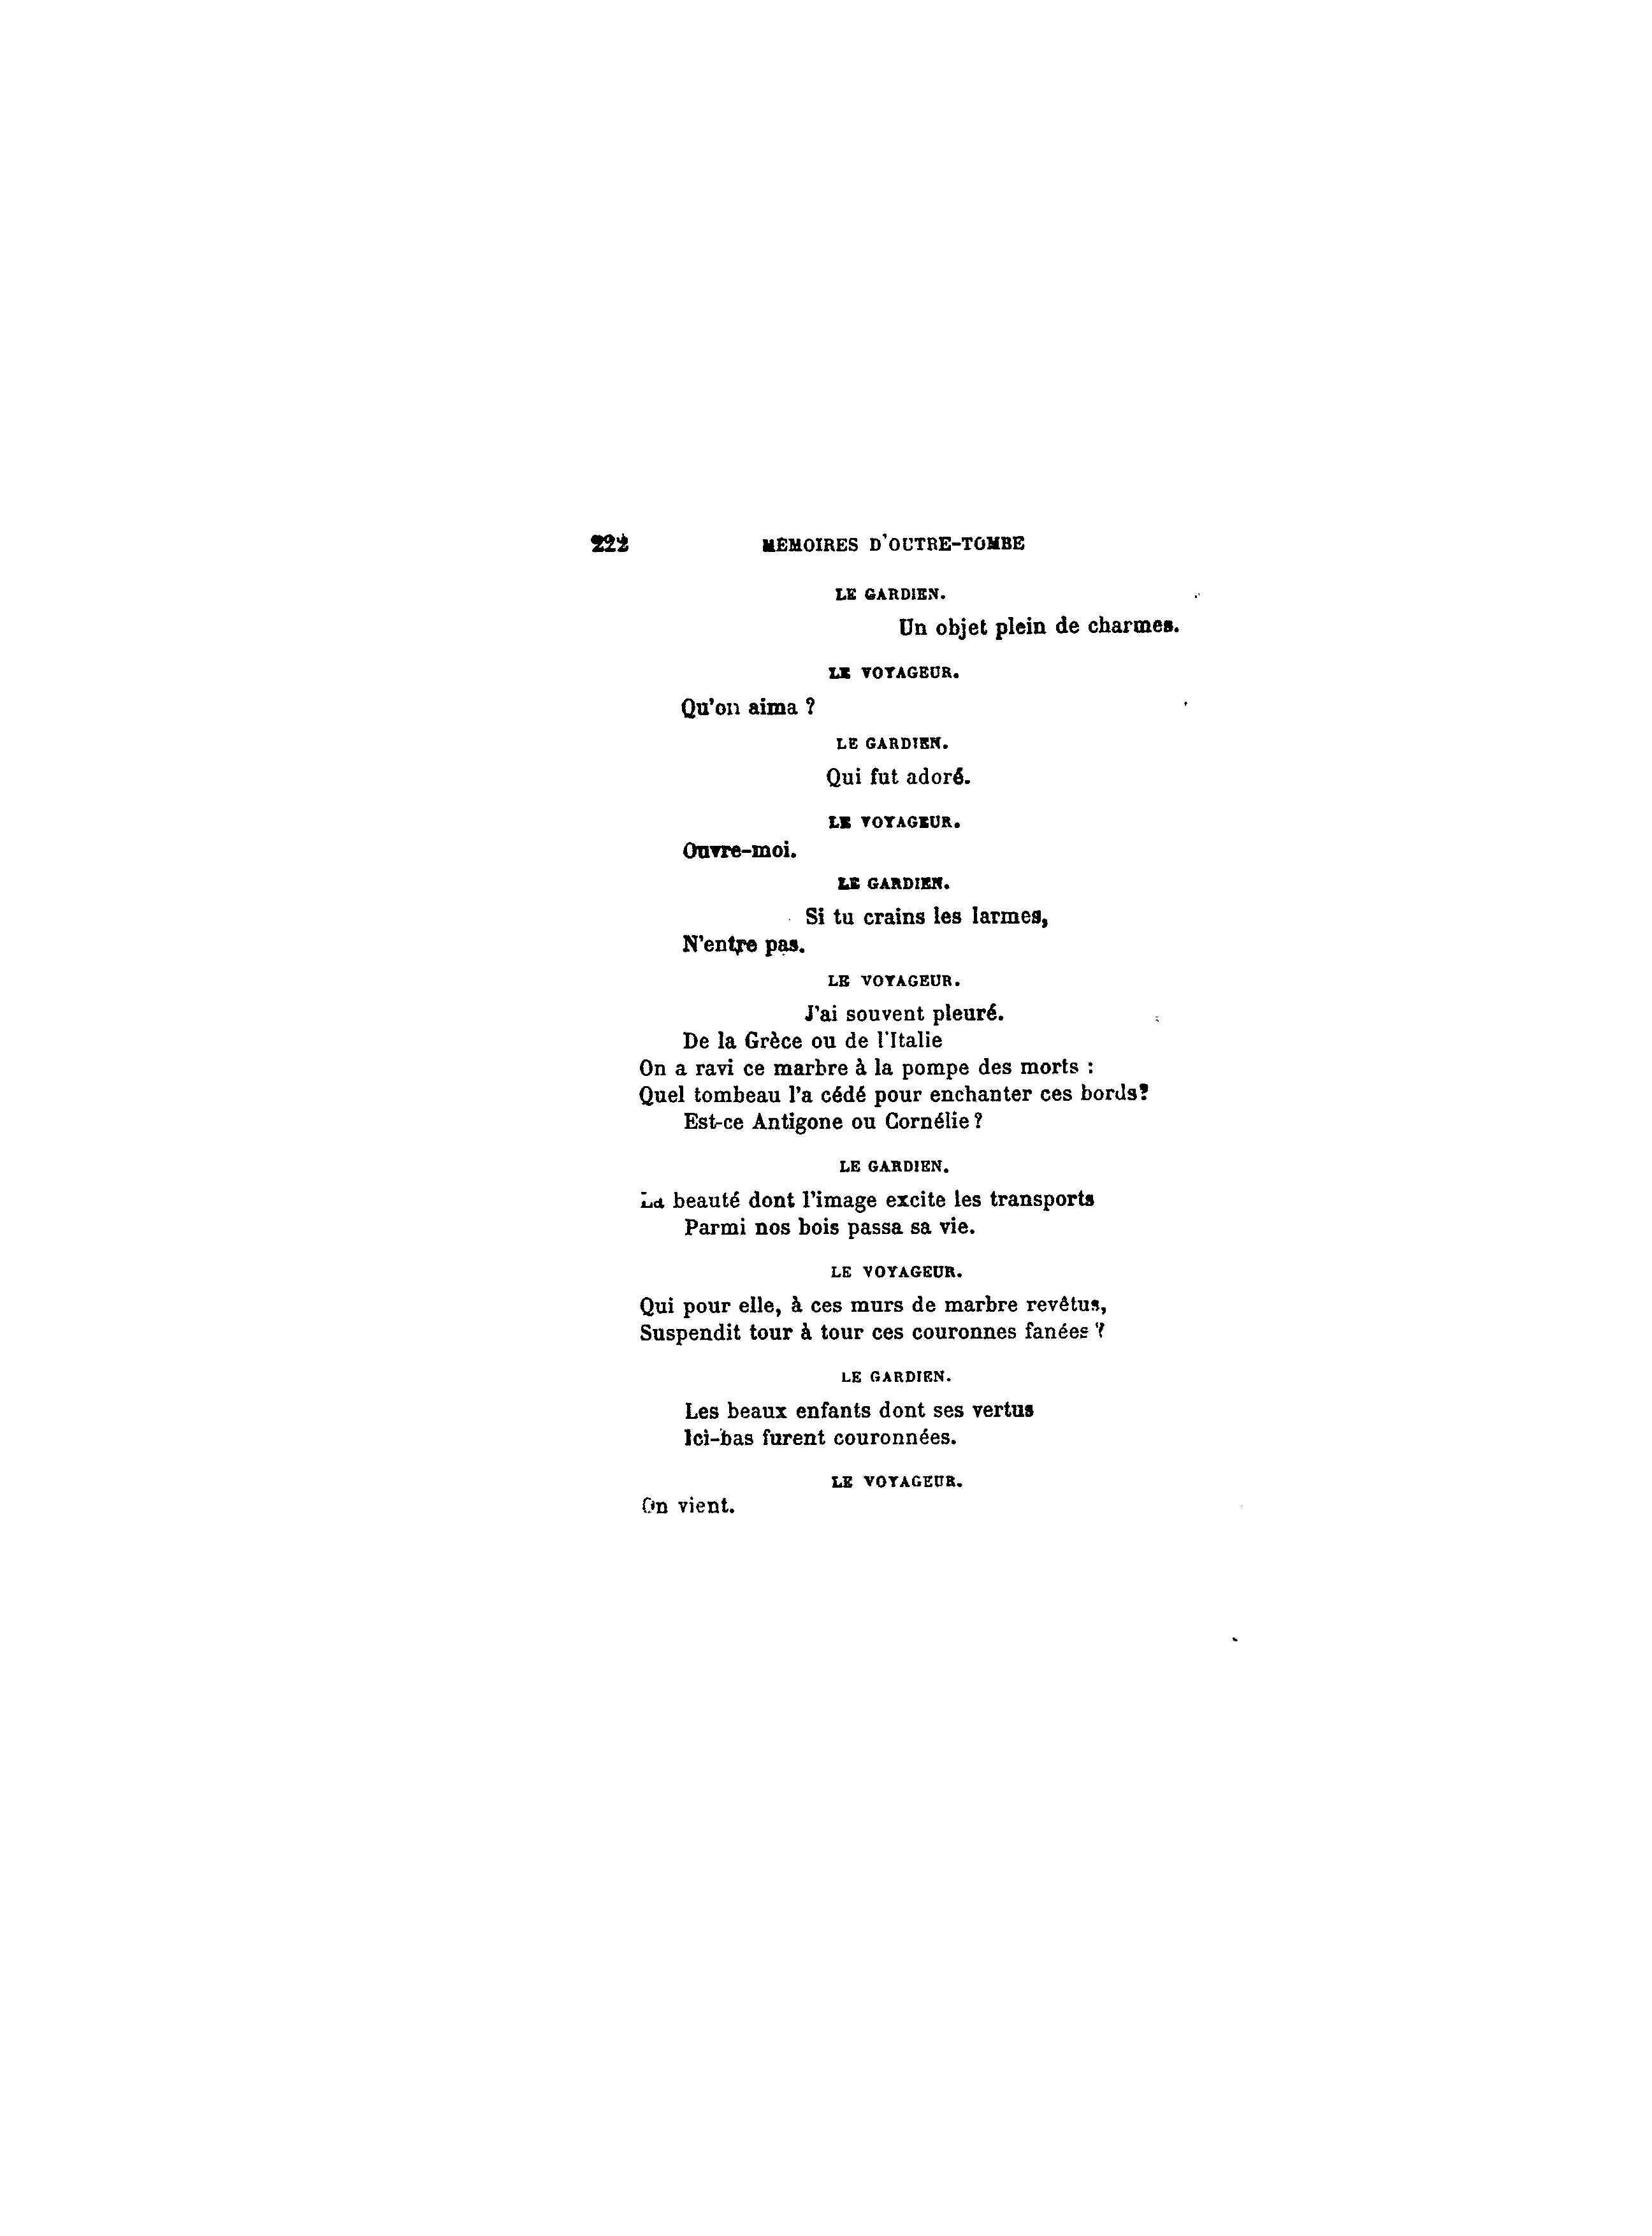 222 MÉMOIRES D'OUTRE-TOMBE
LE GARDIEN.
Un objet plein de charmes.
LE VOYAGEUR.
Qu'on aima ?
LE GARDIEN.
Qui fut adoré.
LE VOYAGEUR.
Ouvre-moi.
LE GARDIEN.
Si tu crains les larmes,
N'entre pas.
LE VOYAGEUR.
J'ai souvent pleuré.
De la Grèce ou de l'Italie
On a ravi ce marbre à la pompe des morts :
Quel tombeau l'a cédé pour enchanter ces bords?
Est-ce Antigone ou Cornélie ?
LE GARDIEN.
La beauté dont l'image excite les transports
Parmi nos bois passa sa vie.
LE VOYAGEUR.
Qui pour elle, à ces murs de marbre revêtus,
Suspendit tour à tour ces couronnes fanées ?
LE GARDIEN.
Les beaux enfants dont ses vertus
Ici-bas furent couronnées.
LE VOYAGEUR.
On vient.